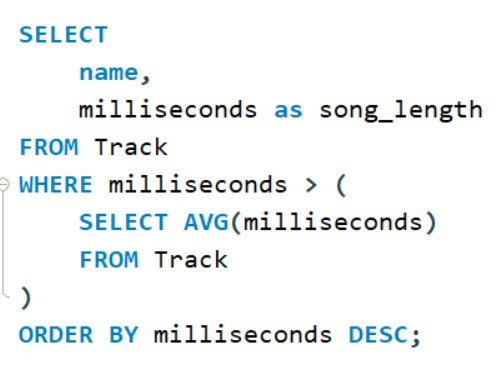 SELECT
    name,
    milliseconds as song_length
FROM Track
WHERE milliseconds > (
    SELECT AVG(milliseconds)
    FROM Track
)
ORDER BY milliseconds DESC;